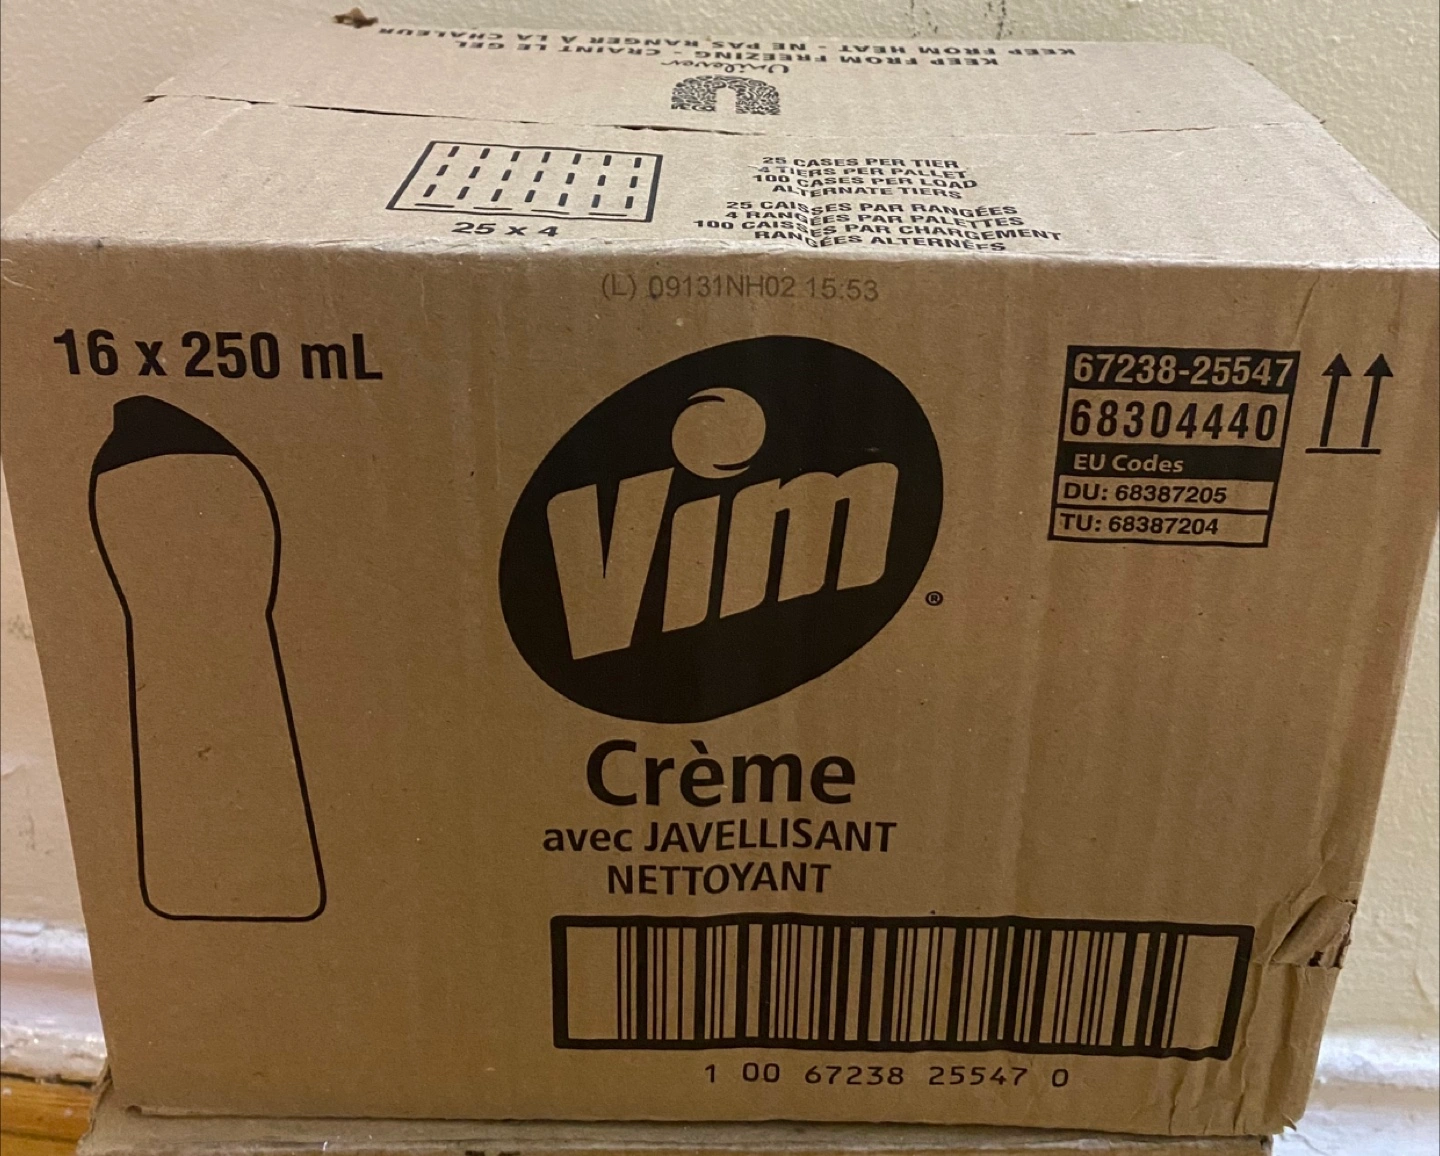 KEEP FROM HEAT - NE PAS RANGER A LA CHALEUR
KEEP FROM FREEZING - CRAINT LE GEL
Unilever
25 CASES PER TIER
4 TIERS PER PALLET
100 CASES PER LOAD
ALTERNATE TIERS
25 CAISSES PAR RANGÉES
4 RANGÉES PAR PALETTES
100 CAISSES PAR CHARGEMENT
RANGÉES ALTERNÉES
25 x 4
(L) 09131NH02 15:53
16 x 250 mL
Vim
®
67238-25547
68304440
EU Codes
DU: 68387205
TU: 68387204
Crème
avec JAVELLISANT
NETTOYANT
1 00 67238 25547 0